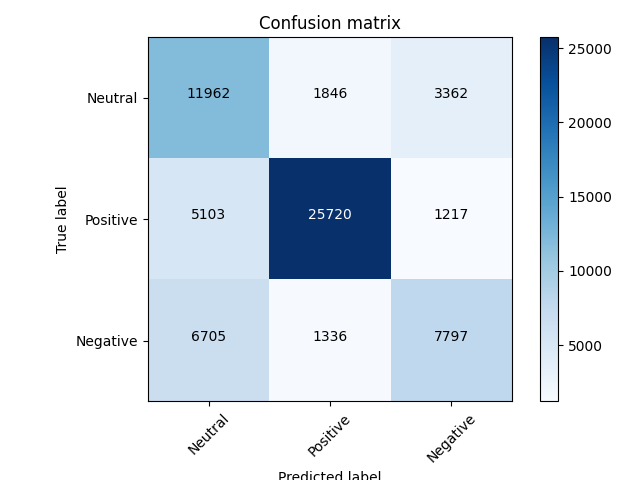 Confusion matrix
Neutral 11962 1846 3362
Positive 5103 25720 1217
Negative 6705 1336 7797
True label
Neutral Positive Negative
Predicted label
25000
20000
15000
10000
5000